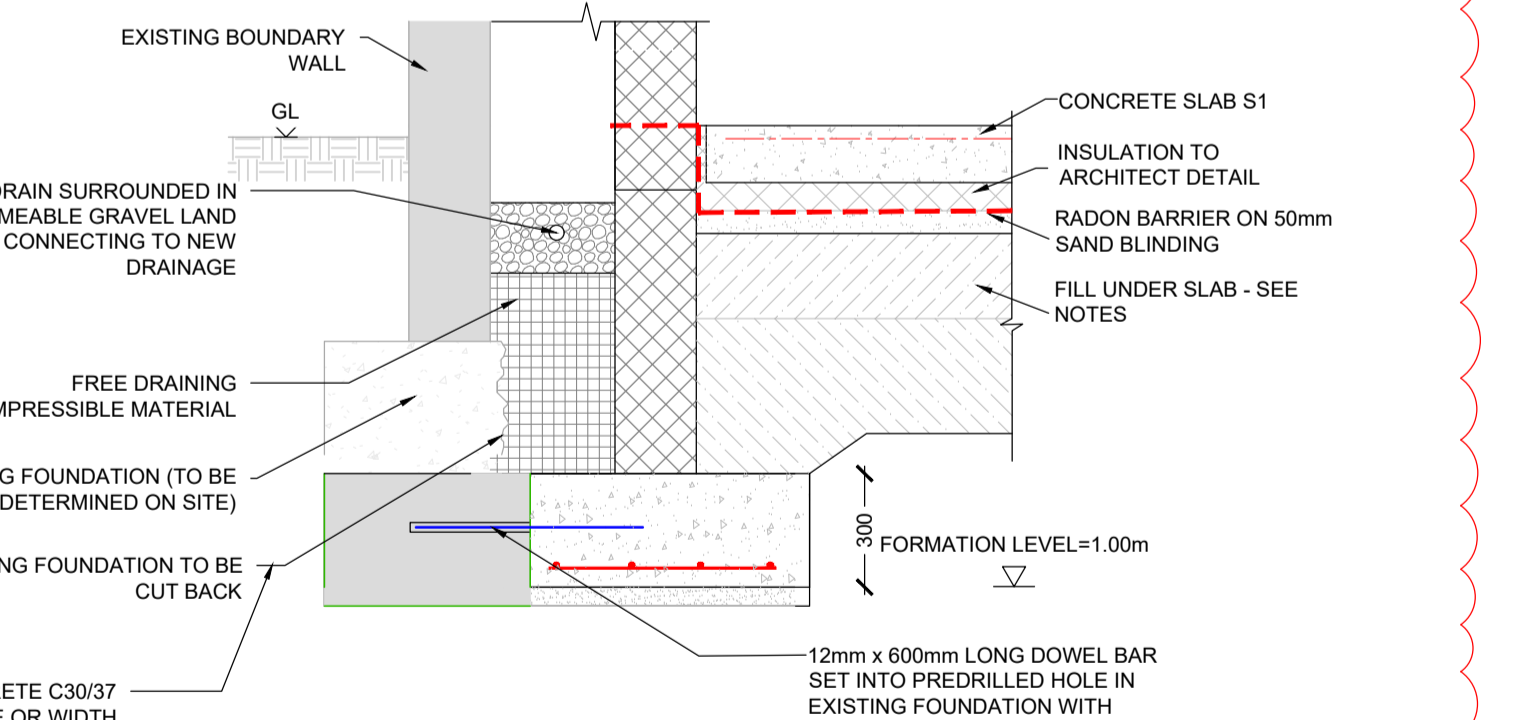 EXISTING BOUNDARY
WALL
GL
DRAIN SURROUNDED IN
MEABLE GRAVEL LAND
CONNECTING TO NEW
DRAINAGE
FREE DRAINING
MPRESSIBLE MATERIAL
NG FOUNDATION (TO BE
DETERMINED ON SITE)
NG FOUNDATION TO BE
CUT BACK
ETE C30/37
OR WIDTH
CONCRETE SLAB S1
INSULATION TO
ARCHITECT DETAIL
RADON BARRIER ON 50mm
SAND BLINDING
FILL UNDER SLAB - SEE
NOTES
300
FORMATION LEVEL=1.00m
12mm x 600mm LONG DOWEL BAR
SET INTO PREDRILLED HOLE IN
EXISTING FOUNDATION WITH